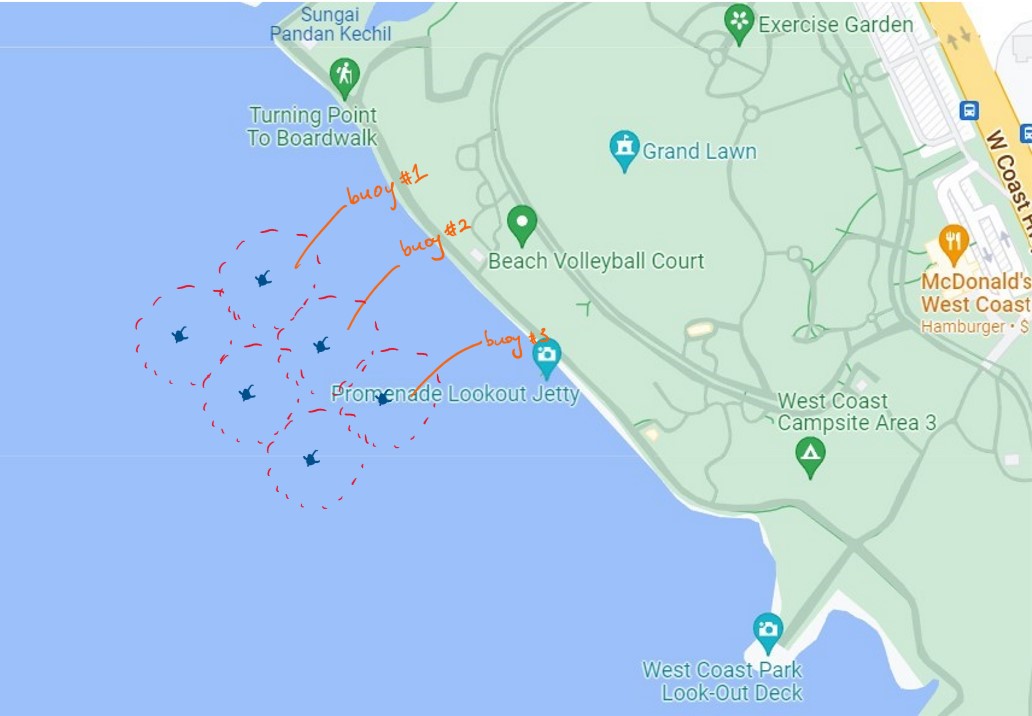 Sungai
Pandan Kechil
Exercise Garden
Turning Point
To Boardwalk
Grand Lawn
W Coast
buoy #1
buoy #2
Beach Volleyball Court
McDonald's
West Coast
Hamburger • $
buoy #3
Promenade Lookout Jetty
West Coast
Campsite Area 3
West Coast Park
Look-Out Deck